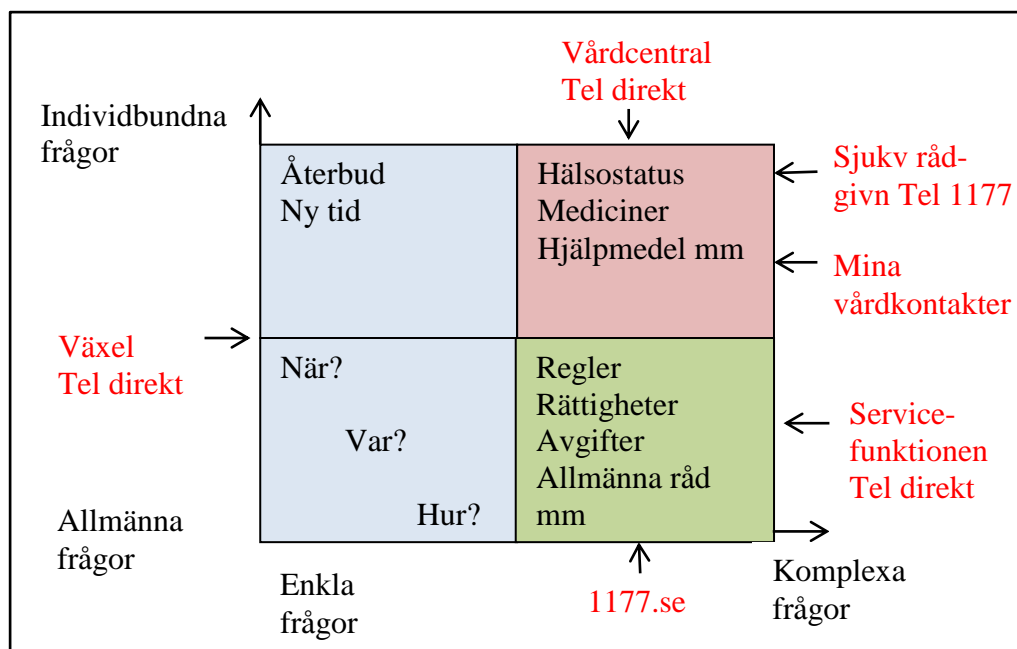 Vårdcentral
Tel direkt
Individbundna
frågor
Återbud
Ny tid
Hälsostatus
Mediciner
Hjälpmedel mm
Sjukv råd-
givn Tel 1177
Mina
vårdkontakter
Växel
Tel direkt
När?
Var?
Hur?
Regler
Rättigheter
Avgifter
Allmänna råd
mm
Service-
funktionen
Tel direkt
Allmänna
frågor
Enkla
frågor
1177.se
Komplexa
frågor